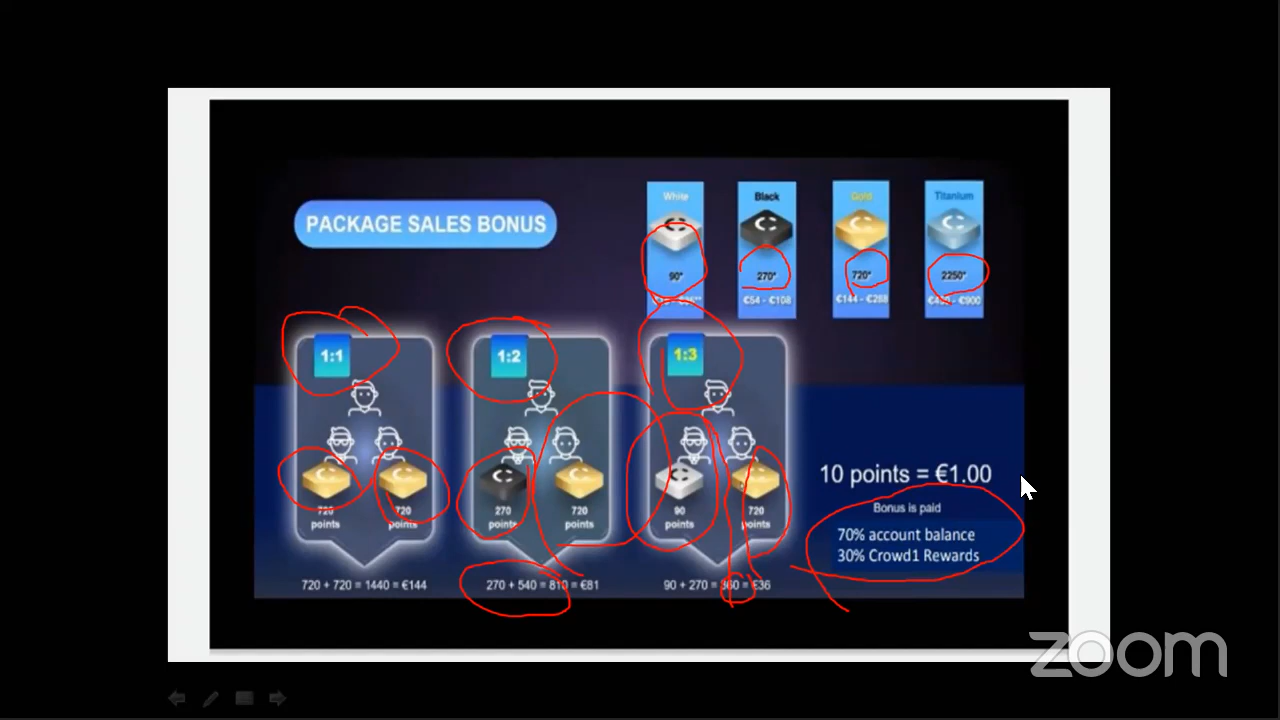 PACKAGE SALES BONUS
White
Black
Gold
Titanium
90*
270*
720*
2250*
€54 - €108
€144 - €288
€450 - €900
1:1
1:2
1:3
720
points
720
points
270
points
720
points
90
points
720
points
720 + 720 = 1440 = €144
270 + 540 = 810 = €81
90 + 270 = 360 = €36
10 points = €1.00
Bonus is paid
70% account balance
30% Crowd1 Rewards
zoom